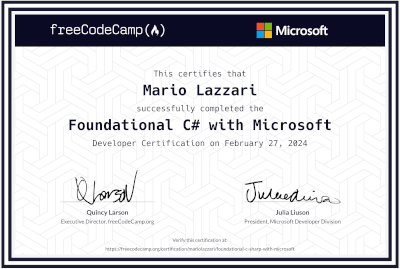 freeCodeCamp(🔥) Microsoft
This certifies that
Mario Lazzari
successfully completed the
Foundational C# with Microsoft
Developer Certification on February 27, 2024
Quincy Larson
Executive Director, freeCodeCamp.org
Julia Liuson
President, Microsoft Developer Division
Verify this certification at:
https://freecodecamp.org/certification/mariolazzari/foundational-c-sharp-with-microsoft